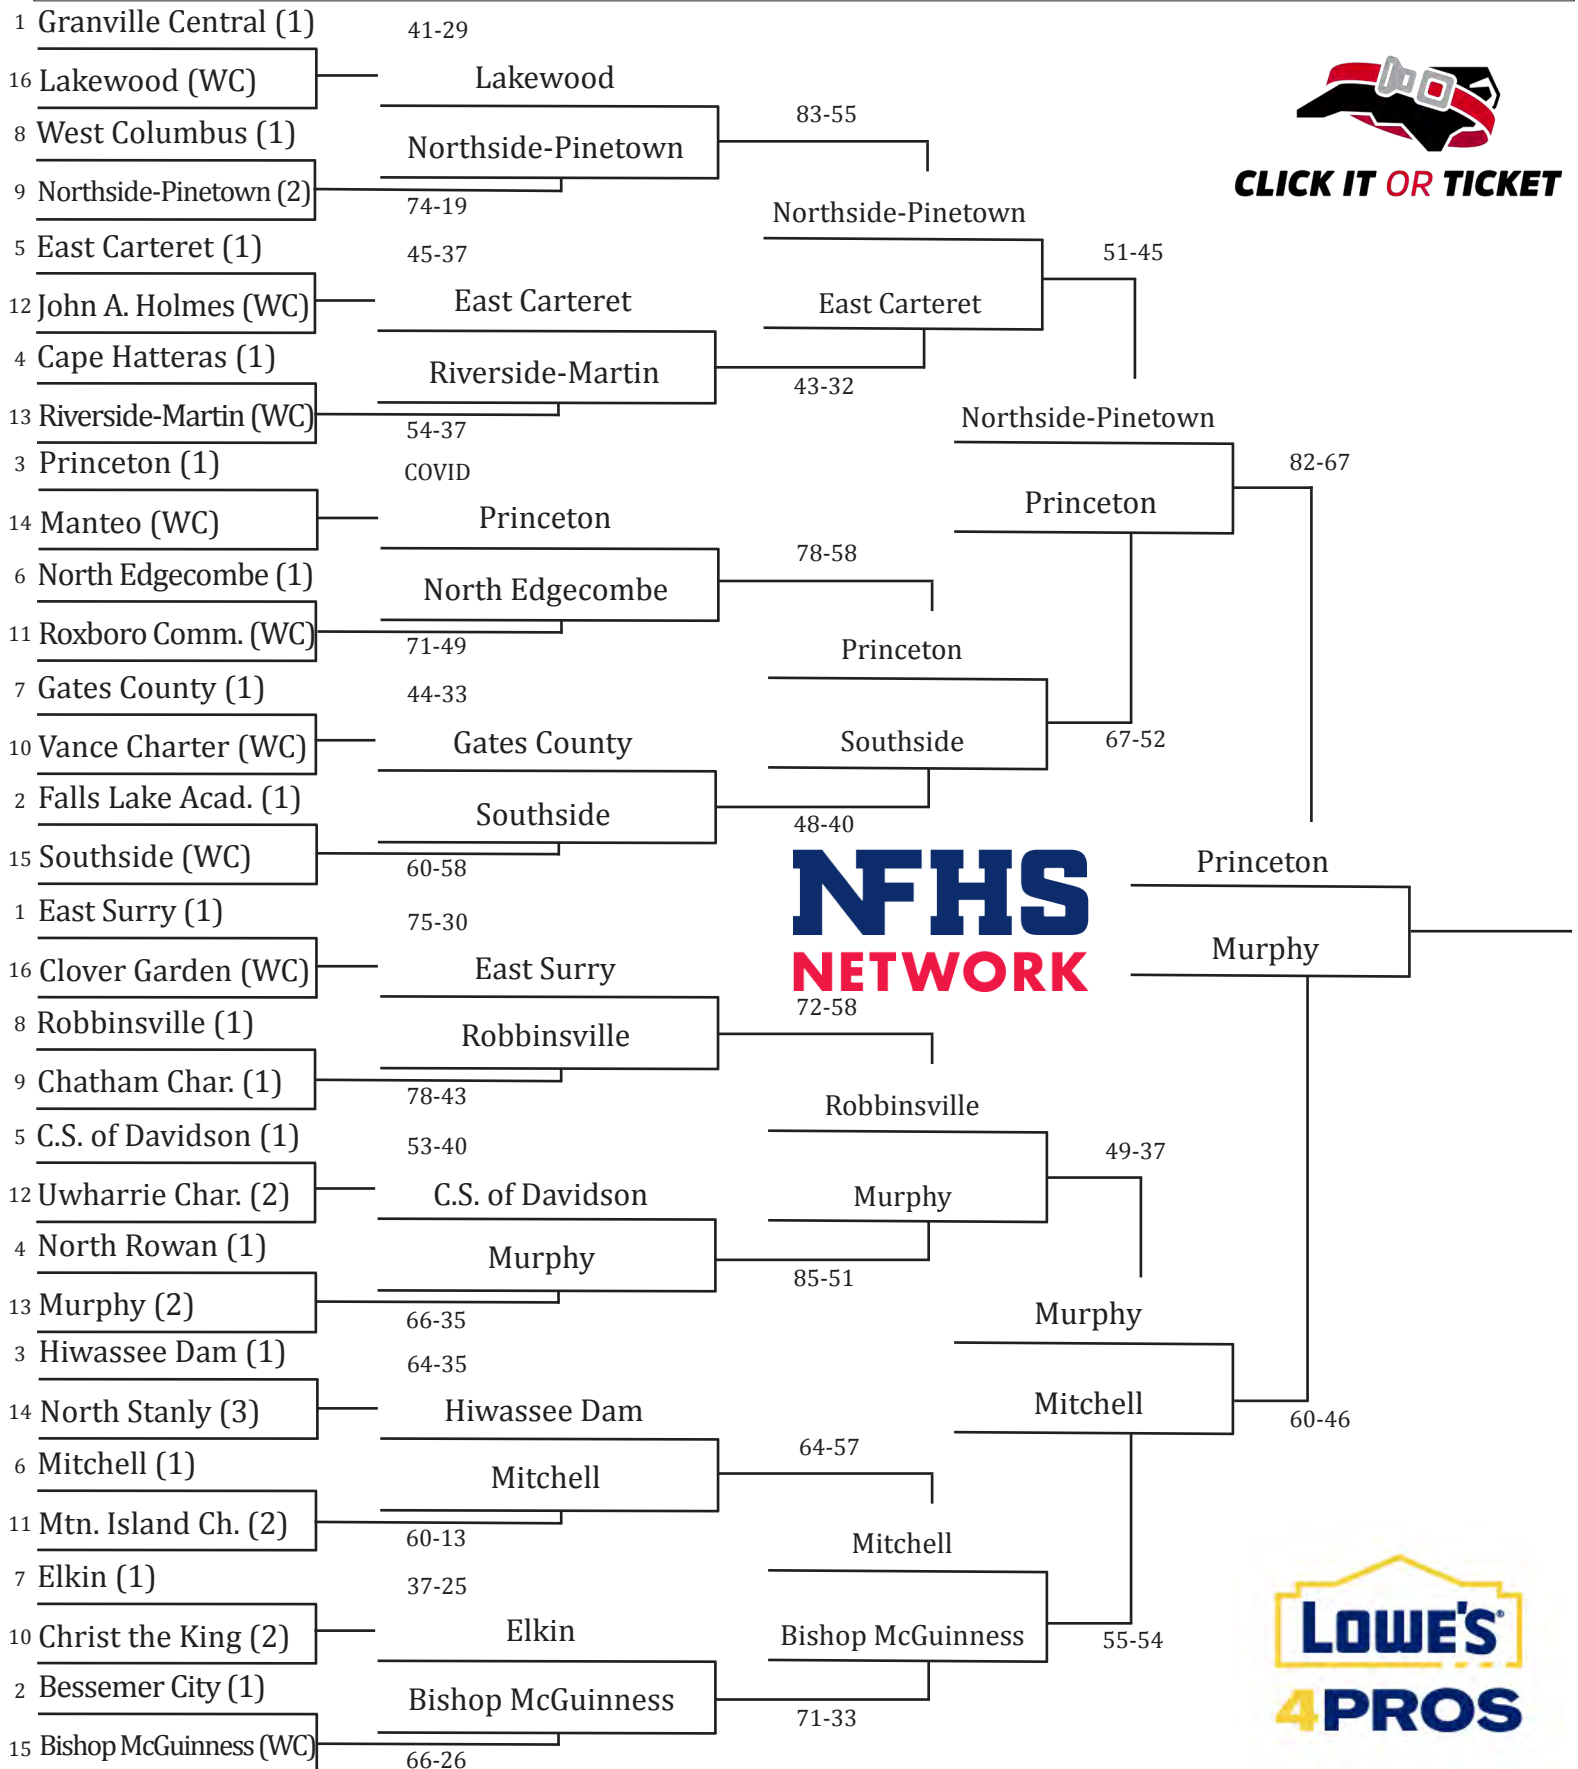 1 Granville Central (1)
16 Lakewood (WC)
8 West Columbus (1)
9 Northside-Pinetown (2)
5 East Carteret (1)
12 John A. Holmes (WC)
4 Cape Hatteras (1)
13 Riverside-Martin (WC)
3 Princeton (1)
14 Manteo (WC)
6 North Edgecombe (1)
11 Roxboro Comm. (WC)
7 Gates County (1)
10 Vance Charter (WC)
2 Falls Lake Acad. (1)
15 Southside (WC)
1 East Surry (1)
16 Clover Garden (WC)
8 Robbinsville (1)
9 Chatham Char. (1)
5 C.S. of Davidson (1)
12 Uwharrie Char. (2)
4 North Rowan (1)
13 Murphy (2)
3 Hiwassee Dam (1)
14 North Stanly (3)
6 Mitchell (1)
11 Mtn. Island Ch. (2)
7 Elkin (1)
10 Christ the King (2)
2 Bessemer City (1)
15 Bishop McGuinness (WC)
41-29
Lakewood
Northside-Pinetown
74-19
45-37
East Carteret
Riverside-Martin
54-37
COVID
Princeton
North Edgecombe
71-49
44-33
Gates County
Southside
60-58
75-30
East Surry
Robbinsville
78-43
53-40
C.S. of Davidson
Murphy
66-35
64-35
Hiwassee Dam
Mitchell
60-13
37-25
Elkin
Bishop McGuinness
66-26
83-55
Northside-Pinetown
East Carteret
43-32
78-58
Princeton
Southside
48-40
NFHS
NETWORK
72-58
Robbinsville
Murphy
85-51
64-57
Mitchell
Bishop McGuinness
71-33
51-45
Northside-Pinetown
Princeton
67-52
49-37
Murphy
Mitchell
55-54
82-67
Princeton
Murphy
60-46
CLICK IT OR TICKET
LOWE'S®
4PROS